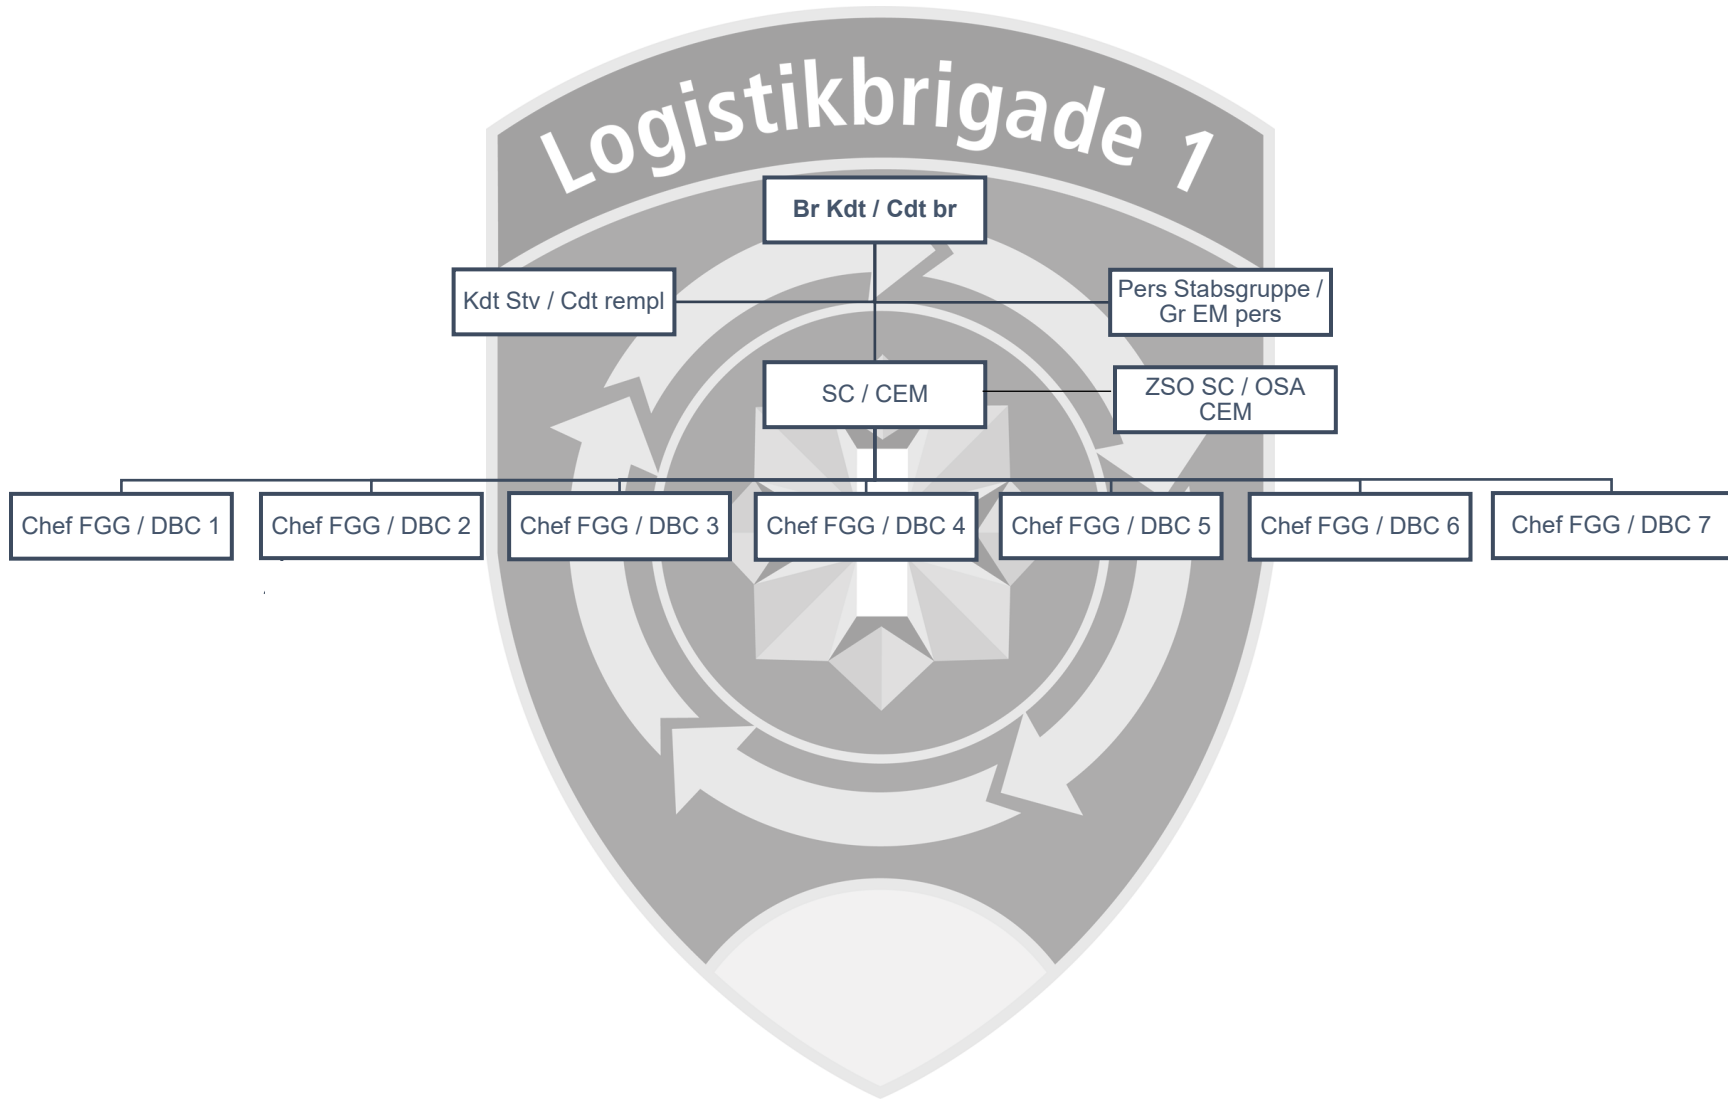 Logistikbrigade 1
Br Kdt / Cdt br
Kdt Stv / Cdt rempl
Pers Stabsgruppe /
Gr EM pers
SC / CEM
ZSO SC / OSA
CEM
Chef FGG / DBC 1
Chef FGG / DBC 2
Chef FGG / DBC 3
Chef FGG / DBC 4
Chef FGG / DBC 5
Chef FGG / DBC 6
Chef FGG / DBC 7